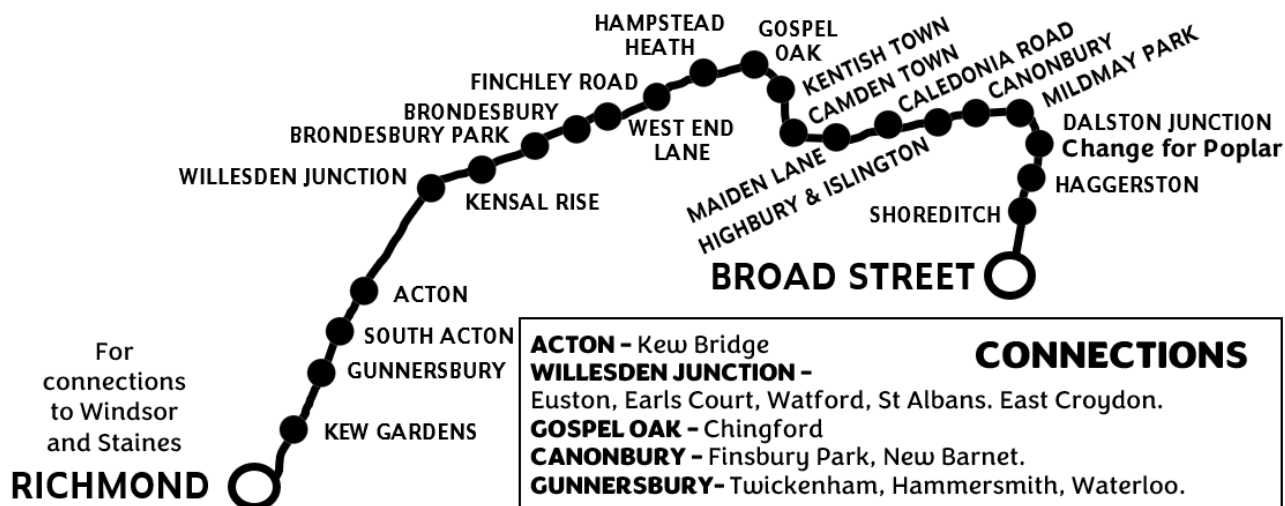 HAMPSTEAD
HEATH
GOSPEL
OAK
KENTISH TOWN
CAMDEN TOWN
CALEDONIA ROAD
CANONBURY
MILDMAY PARK
FINCHLEY ROAD
BRONDESBURY
BRONDESBURY PARK
WEST END
LANE
DALSTON JUNCTION
Change for Poplar
WILLESDEN JUNCTION
KENSAL RISE
MAIDEN LANE
HIGHBURY & ISLINGTON
HAGGERSTON
SHOREDITCH
BROAD STREET
ACTON
SOUTH ACTON
GUNNERSBURY
KEW GARDENS
For
connections
to Windsor
and Staines
RICHMOND
CONNECTIONS
ACTON – Kew Bridge
WILLESDEN JUNCTION –
Euston, Earls Court, Watford, St Albans. East Croydon.
GOSPEL OAK – Chingford
CANONBURY – Finsbury Park, New Barnet.
GUNNERSBURY– Twickenham, Hammersmith, Waterloo.